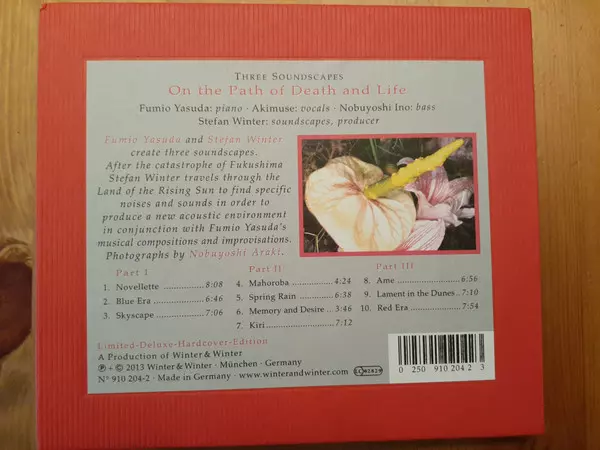 THREE SOUNDSCAPES
On the Path of Death and Life
Fumio Yasuda: piano · Akimuse: vocals · Nobuyoshi Ino: bass
Stefan Winter: soundscapes, producer
Fumio Yasuda and Stefan Winter
create three soundscapes.
After the catastrophe of Fukushima
Stefan Winter travels through the
Land of the Rising Sun to find specific
noises and sounds in order to
produce a new acoustic environment
in conjunction with Fumio Yasuda's
musical compositions and improvisations.
Photographs by Nobuyoshi Araki.
Part I
1. Novellette .................. 8:08
2. Blue Era .................... 6:46
3. Skyscape .................. 7:06
Part II
4. Mahoroba ................ 4:24
5. Spring Rain .............. 6:38
6. Memory and Desire .. 3:46
7. Kiri ............................ 7:12
Part III
8. Ame .......................... 6:56
9. Lament in the Dunes .. 7:10
10. Red Era .................... 7:54
Limited-Deluxe-Hardcover-Edition
A Production of Winter & Winter
℗ + © 2013 Winter & Winter · München · Germany
N° 910 204-2 · Made in Germany · www.winterandwinter.com
LC 02829
0 250910 2042 3